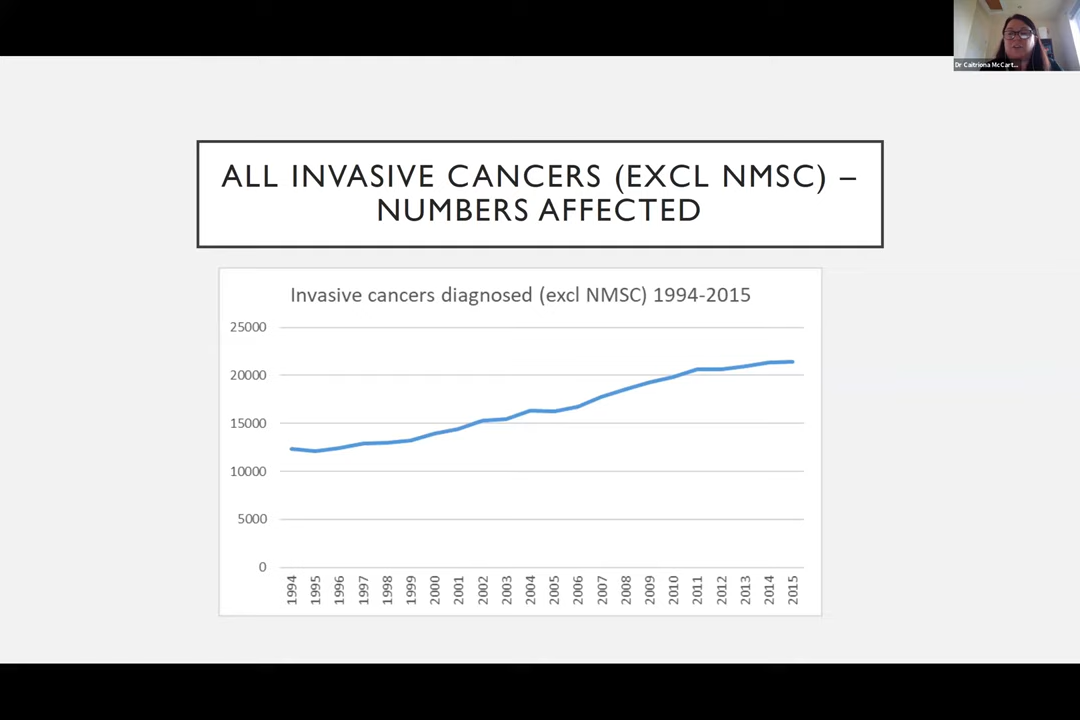 Dr Caitriona McCart...
ALL INVASIVE CANCERS (EXCL NMSC) –
NUMBERS AFFECTED
Invasive cancers diagnosed (excl NMSC) 1994-2015
25000
20000
15000
10000
5000
0
1994 1995 1996 1997 1998 1999 2000 2001 2002 2003 2004 2005 2006 2007 2008 2009 2010 2011 2012 2013 2014 2015